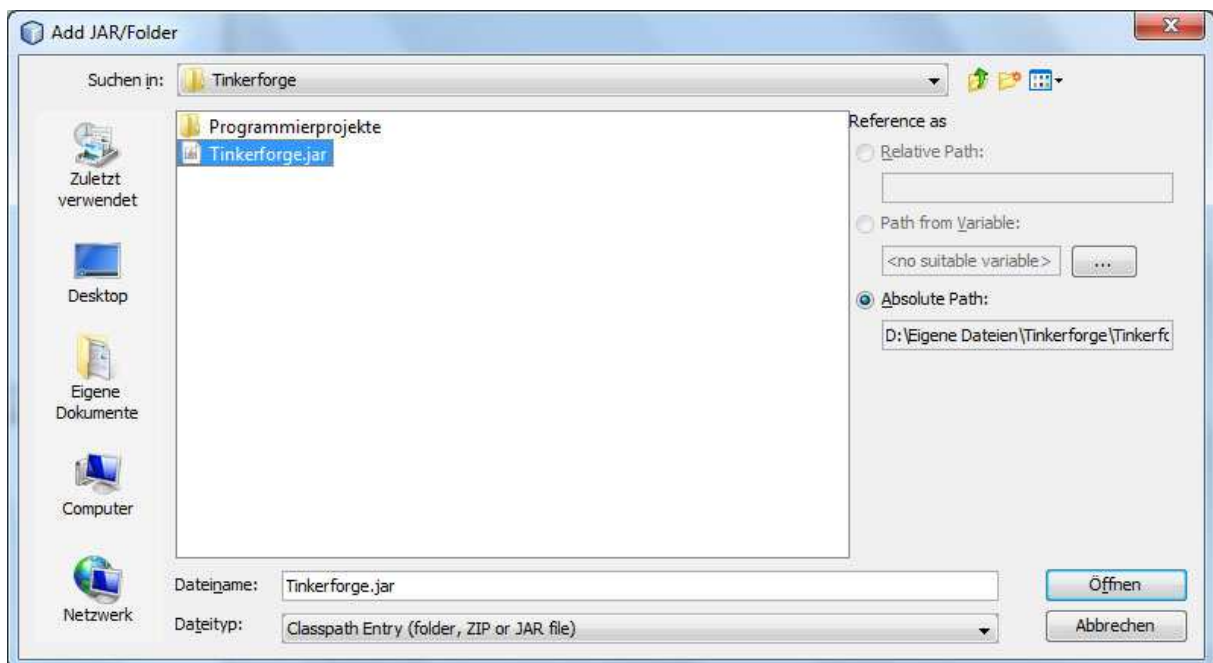 Add JAR/Folder
Suchen in: Tinkerforge
Programmierprojekte
Tinkerforge.jar
Zuletzt
verwendet
Desktop
Eigene
Dokumente
Computer
Netzwerk
Reference as
Relative Path:
Path from Variable:
<no suitable variable> ...
Absolute Path:
D:\Eigene Dateien\Tinkerforge\Tinkerfc
Dateiname: Tinkerforge.jar
Öffnen
Dateityp: Classpath Entry (folder, ZIP or JAR file)
Abbrechen